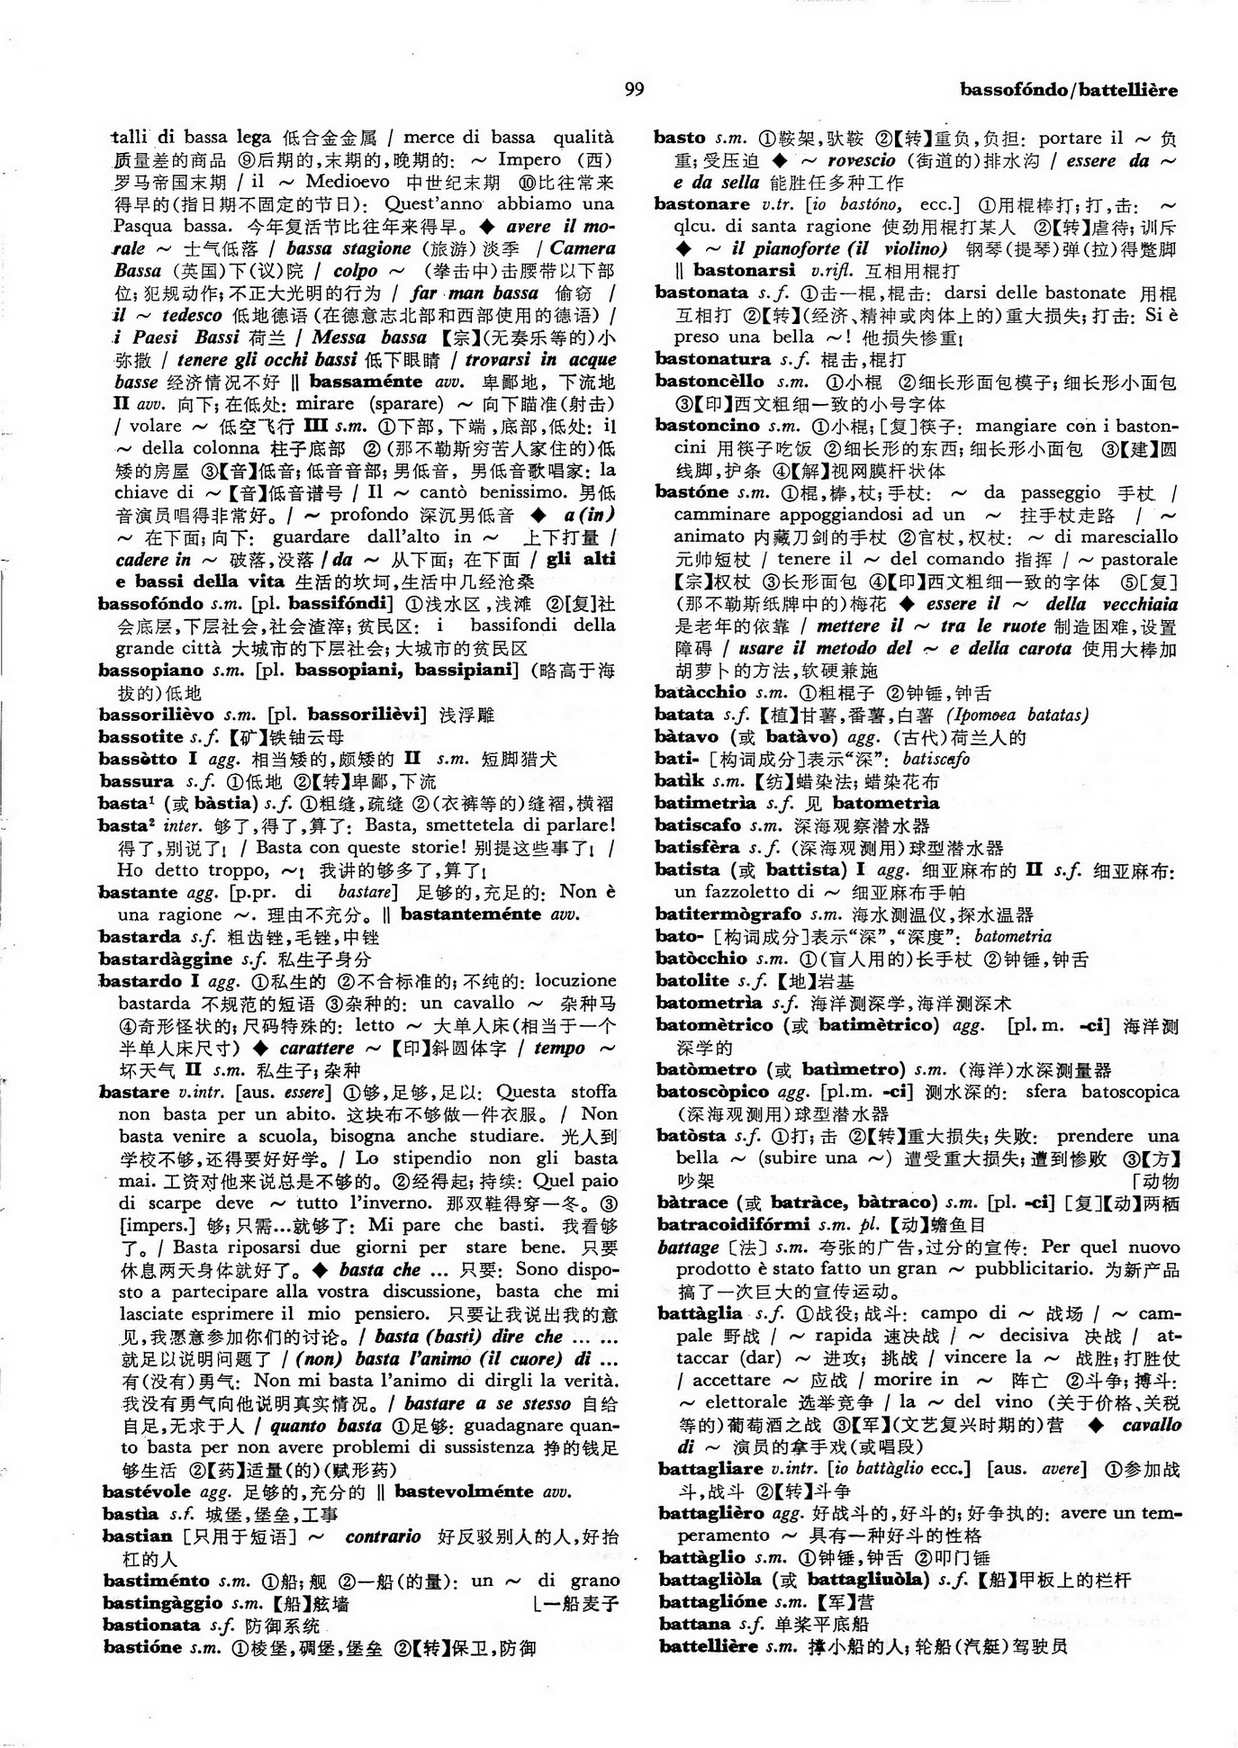 99
bassofóndo/battellière
talli di bassa lega 低合金金属 / merce di bassa qualità
质量差的商品 ⑨后期的,末期的,晚期的: ～ Impero (西)
罗马帝国末期 / il ～ Medioevo 中世纪末期 ⑩比往常来
得早的(指日期不固定的节日): Quest'anno abbiamo una
Pasqua bassa. 今年复活节比往年来得早。◆ avere il mo-
rale ～ 士气低落 / bassa stagione (旅游) 淡季 / Camera
Bassa (英国)下(议)院 / colpo ～ (拳击中)击腰带以下部
位; 犯规动作; 不正大光明的行为 / far man bassa 偷窃 /
il ～ tedesco 低地德语 (在德意志北部和西部使用的德语) /
i Paesi Bassi 荷兰 / Messa bassa 【宗】(无奏乐等的)小
弥撒 / tenere gli occhi bassi 低下眼睛 / trovarsi in acque
basse 经济情况不好 ‖ bassaménte avv. 卑鄙地, 下流地
II avv. 向下; 在低处: mirare (sparare) ～ 向下瞄准(射击)
/ volare ～ 低空飞行 III s.m. ①下部, 下端, 底部, 低处: il
～ della colonna 柱子底部 ② (那不勒斯穷苦人家住的)低
矮的房屋 ③【音】低音; 低音音部; 男低音, 男低音歌唱家: la
chiave di ～【音】低音谱号 / Il ～ cantò benissimo. 男低
音演员唱得非常好。/ ～ profondo 深沉男低音 ◆ a (in)
～ 在下面; 向下: guardare dall'alto in ～ 上下打量 /
cadere in ～ 破落,没落 / da ～ 从下面; 在下面 / gli alti
e bassi della vita 生活的坎坷,生活中几经沧桑
bassofóndo s.m. [pl. bassifóndi] ①浅水区,浅滩 ②[复]社
会底层,下层社会,社会渣滓; 贫民区: i bassifondi della
grande città 大城市的下层社会; 大城市的贫民区
bassopiano s.m. [pl. bassopiani, bassipiani] (略高于海
拔的)低地
bassorilièvo s.m. [pl. bassorilièvi] 浅浮雕
bassotite s.f. 【矿】铁铀云母
bassòtto I agg. 相当矮的,颇矮的 II s.m. 短脚猎犬
bassura s.f. ①低地 ②【转】卑鄙,下流
basta¹ (或 bàstia) s.f. ①粗缝,疏缝 ②(衣裤等的)缝褶,横褶
basta² inter. 够了,得了,算了: Basta, smettetela di parlare!
得了,别说了! / Basta con queste storie! 别提这些事了! /
Ho detto troppo, ～! 我讲的够多了,算了!
bastante agg. [p.pr. di bastare] 足够的,充足的: Non è
una ragione ～. 理由不充分。‖ bastanteménte avv.
bastarda s.f. 粗齿锉,毛锉,中锉
bastardàggine s.f. 私生子身分
bastardo I agg. ①私生的 ②不合标准的; 不纯的: locuzione
bastarda 不规范的短语 ③杂种的: un cavallo ～ 杂种马
④奇形怪状的; 尺码特殊的: letto ～ 大单人床(相当于一个
半单人床尺寸) ◆ carattere ～【印】斜圆体字 / tempo ～
坏天气 II s.m. 私生子; 杂种
bastare v.intr. [aus. essere] ①够,足够,足以: Questa stoffa
non basta per un abito. 这块布不够做一件衣服。/ Non
basta venire a scuola, bisogna anche studiare. 光人到
学校不够,还得要好好学。/ Lo stipendio non gli basta
mai. 工资对他来说总是不够的。②经得起; 持续: Quel paio
di scarpe deve ～ tutto l'inverno. 那双鞋得穿一冬。③
[impers.] 够; 只需…就够了: Mi pare che basti. 我看够
了。/ Basta riposarsi due giorni per stare bene. 只要
休息两天身体就好了。◆ basta che ... 只要: Sono dispo-
sto a partecipare alla vostra discussione, basta che mi
lasciate esprimere il mio pensiero. 只要让我说出我的意
见,我愿意参加你们的讨论。/ basta (basti) dire che ... …
就足以说明问题了 / (non) basta l'animo (il cuore) di ...
有(没有)勇气: Non mi basta l'animo di dirgli la verità.
我没有勇气向他说明真实情况。/ bastare a se stesso 自给
自足,无求于人 / quanto basta ①足够: guadagnare quan-
to basta per non avere problemi di sussistenza 挣的钱足
够生活 ②【药】适量(的)(赋形药)
bastévole agg. 足够的,充分的 ‖ bastevolménte avv.
bastìa s.f. 城堡,堡垒,工事
bastian [只用于短语] ～ contrario 好反驳别人的人,好抬
杠的人
bastiménto s.m. ①船; 舰 ②一船(的量): un ～ di grano
bastingàggio s.m. 【船】舷墙 ⌊一船麦子
bastionata s.f. 防御系统
bastióne s.m. ①棱堡,碉堡,堡垒 ②【转】保卫,防御
basto s.m. ①鞍架,驮鞍 ②【转】重负,负担: portare il ～ 负
重; 受压迫 ◆ ～ rovescio (街道的)排水沟 / essere da ～
e da sella 能胜任多种工作
bastonare v.tr. [io bastóno, ecc.] ①用棍棒打; 打,击: ～
qlcu. di santa ragione 使劲用棍打某人 ②【转】虐待; 训斥
◆ ～ il pianoforte (il violino) 钢琴(提琴)弹(拉)得蹩脚
‖ bastonarsi v.rifl. 互相用棍打
bastonata s.f. ①击一棍,棍击: darsi delle bastonate 用棍
互相打 ②【转】(经济、精神或肉体上的)重大损失; 打击: Si è
preso una bella ～! 他损失惨重!
bastonatura s.f. 棍击,棍打
bastoncèllo s.m. ①小棍 ②细长形面包模子; 细长形小面包
③【印】西文粗细一致的小号字体
bastoncino s.m. ①小棍; [复]筷子: mangiare con i baston-
cini 用筷子吃饭 ②细长形的东西; 细长形小面包 ③【建】圆
线脚,护条 ④【解】视网膜杆状体
bastóne s.m. ①棍,棒,杖; 手杖: ～ da passeggio 手杖 /
camminare appoggiandosi ad un ～ 拄手杖走路 / ～
animato 内藏刀剑的手杖 ②官杖,权杖: ～ di maresciallo
元帅短杖 / tenere il ～ del comando 指挥 / ～ pastorale
【宗】权杖 ③长形面包 ④【印】西文粗细一致的字体 ⑤[复]
(那不勒斯纸牌中的)梅花 ◆ essere il ～ della vecchiaia
是老年的依靠 / mettere il ～ tra le ruote 制造困难,设置
障碍 / usare il metodo del ～ e della carota 使用大棒加
胡萝卜的方法,软硬兼施
batàcchio s.m. ①粗棍子 ②钟锤,钟舌
batata s.f. 【植】甘薯,番薯,白薯 (Ipomoea batatas)
bàtavo (或 batàvo) agg. (古代)荷兰人的
bati- [构词成分]表示“深”: batiscafo
batìk s.m. 【纺】蜡染法; 蜡染花布
batimetrìa s.f. 见 batometrìa
batiscafo s.m. 深海观察潜水器
batisfèra s.f. (深海观测用)球型潜水器
batista (或 battista) I agg. 细亚麻布的 II s.f. 细亚麻布:
un fazzoletto di ～ 细亚麻布手帕
batitermògrafo s.m. 海水测温仪,探水温器
bato- [构词成分]表示“深”,“深度”: batometria
batòcchio s.m. ①(盲人用的)长手杖 ②钟锤,钟舌
batolite s.f. 【地】岩基
batometrìa s.f. 海洋测深学,海洋测深术
batomètrico (或 batimètrico) agg. [pl. m. -ci] 海洋测
深学的
batòmetro (或 batìmetro) s.m. (海洋)水深测量器
batoscòpico agg. [pl.m. -ci] 测水深的: sfera batoscopica
(深海观测用)球型潜水器
batòsta s.f. ①打; 击 ②【转】重大损失; 失败: prendere una
bella ～ (subire una ～) 遭受重大损失; 遭到惨败 ③【方】
吵架 ⌈动物
bàtrace (或 batràce, bàtraco) s.m. [pl. -ci] [复]【动】两栖
batracoidifórmi s.m. pl. 【动】蟾鱼目
battage [法] s.m. 夸张的广告,过分的宣传: Per quel nuovo
prodotto è stato fatto un gran ～ pubblicitario. 为新产品
搞了一次巨大的宣传运动。
battàglia s.f. ①战役; 战斗: campo di ～ 战场 / ～ cam-
pale 野战 / ～ rapida 速决战 / ～ decisiva 决战 / at-
taccar (dar) ～ 进攻; 挑战 / vincere la ～ 战胜; 打胜仗
/ accettare ～ 应战 / morire in ～ 阵亡 ②斗争; 搏斗:
～ elettorale 选举竞争 / la ～ del vino (关于价格、关税
等的)葡萄酒之战 ③【军】(文艺复兴时期的)营 ◆ cavallo
di ～ 演员的拿手戏(或唱段)
battagliare v.intr. [io battàglio ecc.] [aus. avere] ①参加战
斗,战斗 ②【转】斗争
battaglièro agg. 好战斗的,好斗的; 好争执的: avere un tem-
peramento ～ 具有一种好斗的性格
battàglio s.m. ①钟锤,钟舌 ②叩门锤
battagliòla (或 battagliuòla) s.f. 【船】甲板上的栏杆
battaglióne s.m. 【军】营
battana s.f. 单桨平底船
battellière s.m. 撑小船的人; 轮船(汽艇)驾驶员